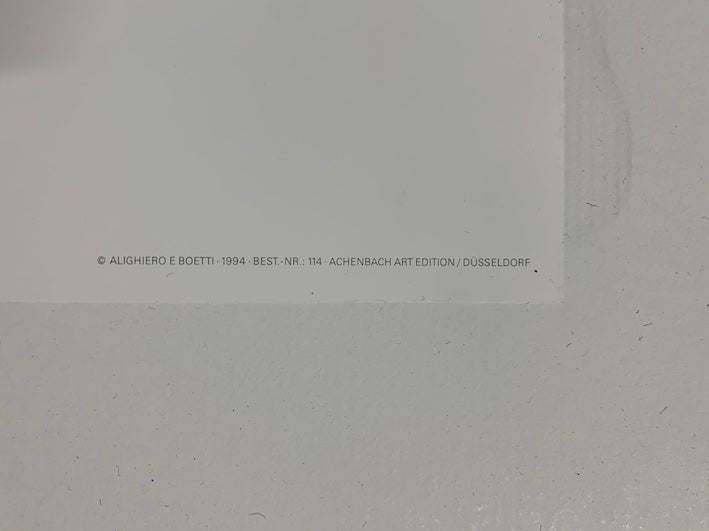 © ALIGHIERO E BOETTI · 1994 · BEST.-NR.: 114 · ACHENBACH ART EDITION / DÜSSELDORF